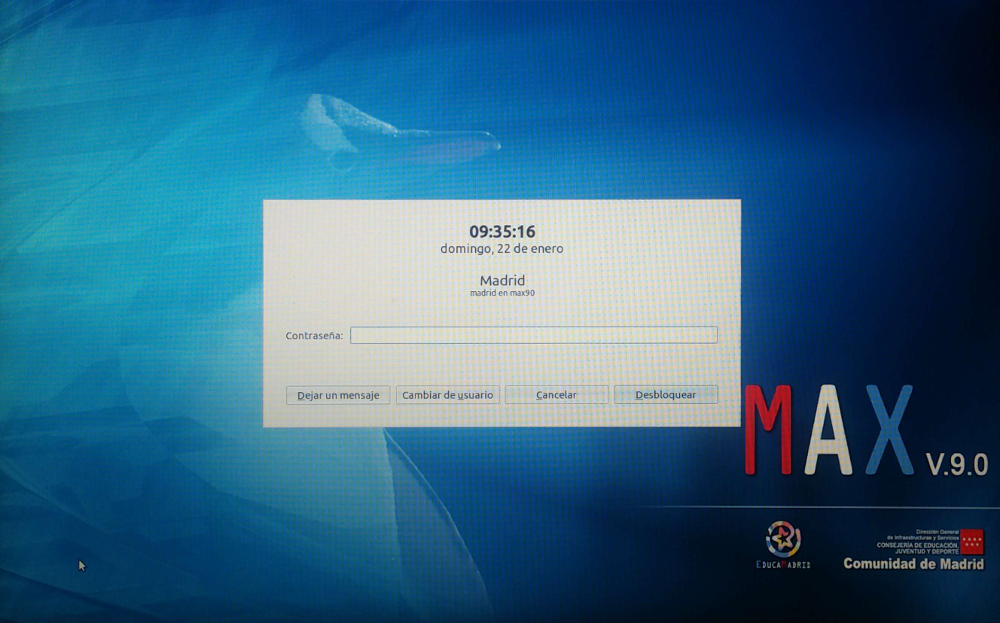 09:35:16
domingo, 22 de enero
Madrid
madrid en max90
Contraseña:
Dejar un mensaje
Cambiar de usuario
Cancelar
Desbloquear
MAX V.9.0
EDUCAMADRID
Dirección General
de Infraestructuras y Servicios
CONSEJERÍA DE EDUCACIÓN,
JUVENTUD Y DEPORTE
Comunidad de Madrid